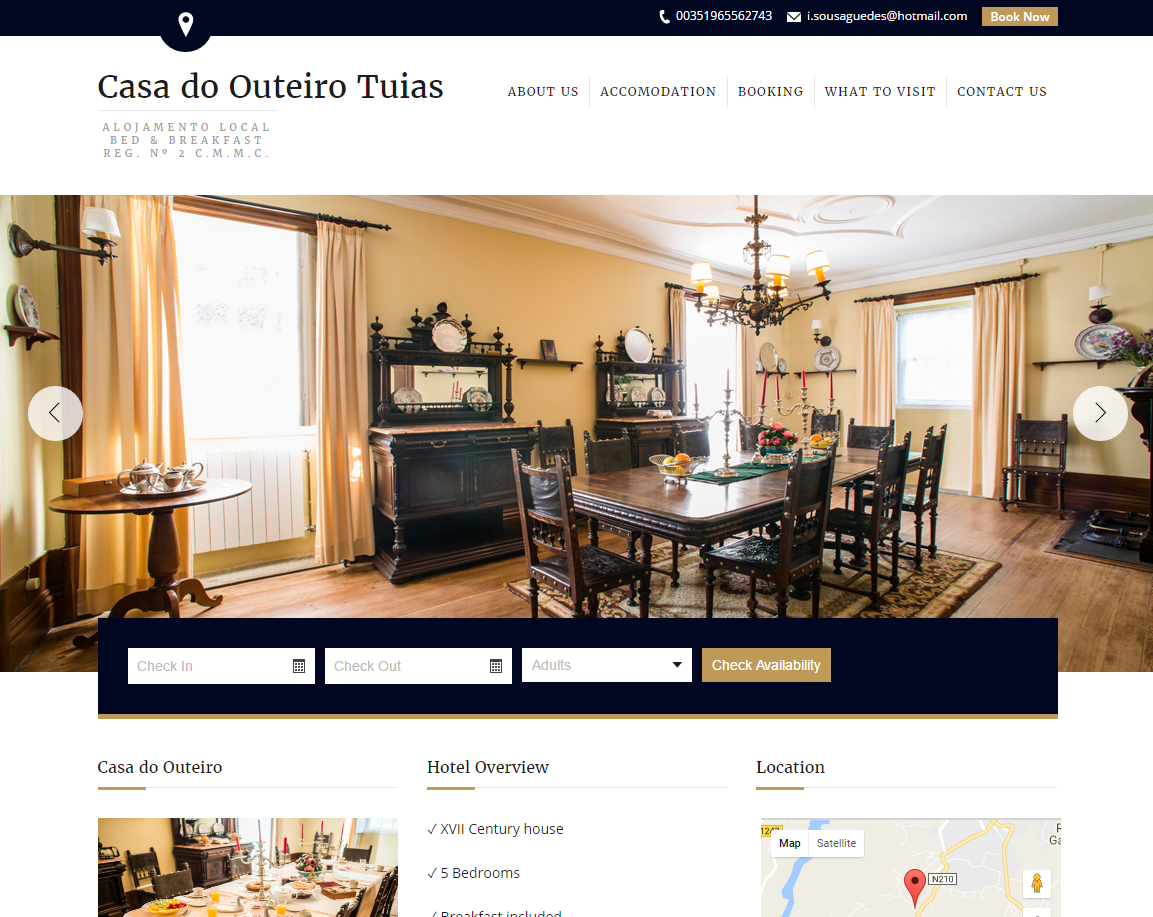 00351965562743 i.sousaguedes@hotmail.com Book Now
Casa do Outeiro Tuias
ABOUT US ACCOMODATION BOOKING WHAT TO VISIT CONTACT US
ALOJAMENTO LOCAL
BED & BREAKFAST
REG. Nº 2 C.M.M.C.
Check In Check Out Adults Check Availability
Casa do Outeiro Hotel Overview Location
✓ XVII Century house
✓ 5 Bedrooms
✓ Breakfast included
Map Satellite
N210